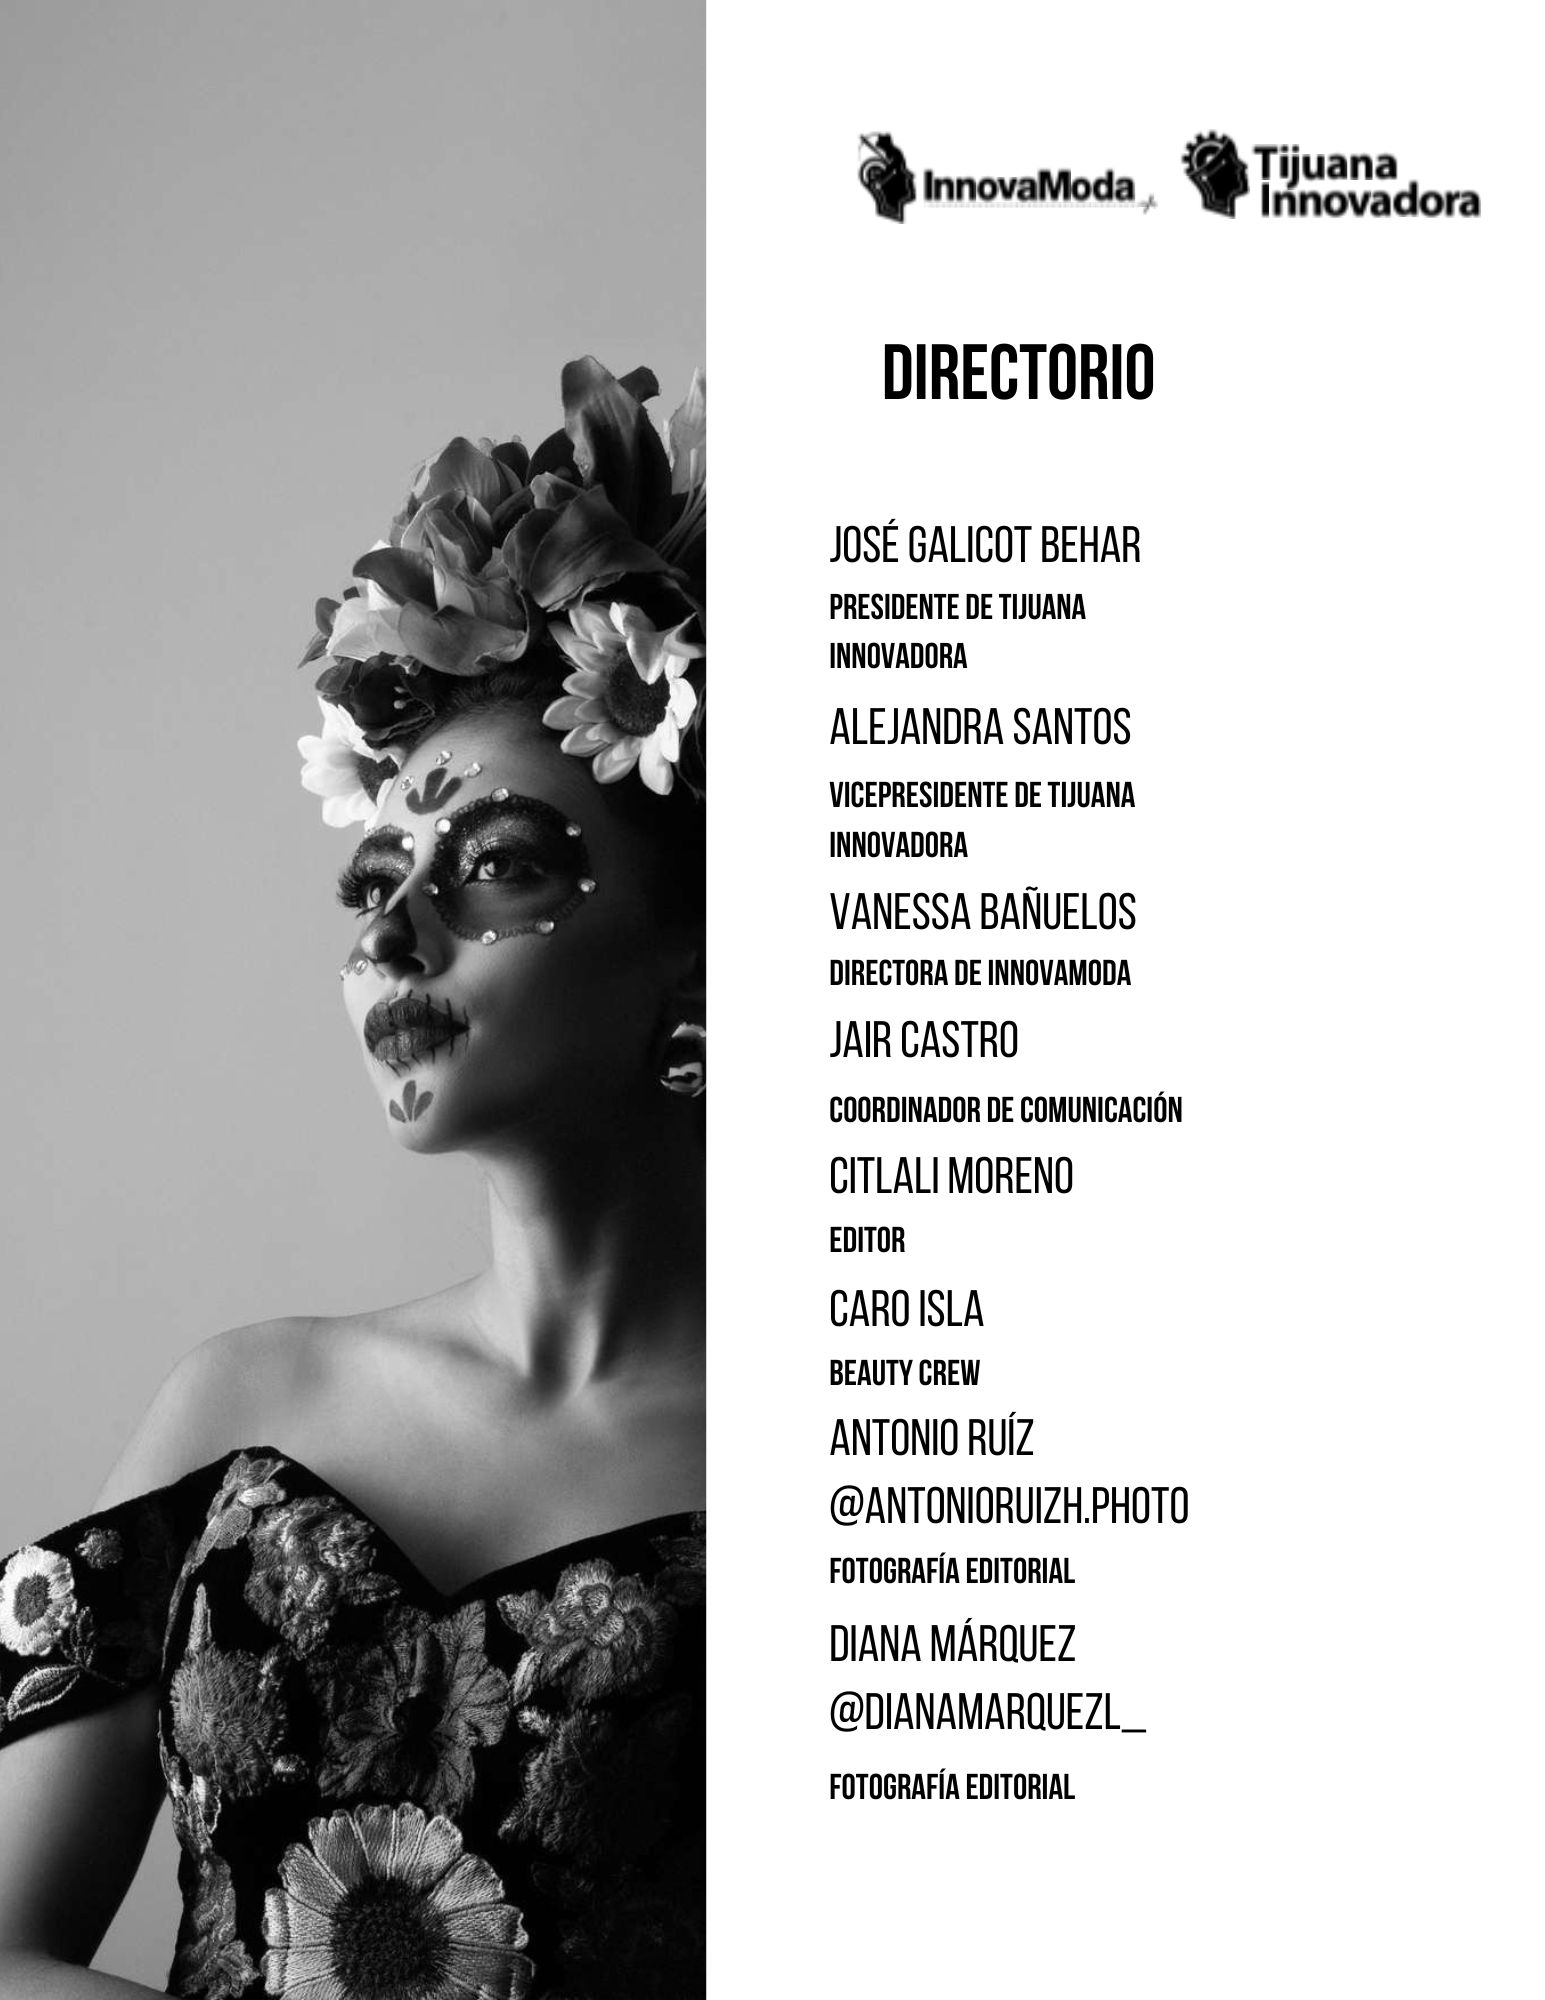 InnovaModa
Tijuana
Innovadora
DIRECTORIO
JOSÉ GALICOT BEHAR
PRESIDENTE DE TIJUANA
INNOVADORA
ALEJANDRA SANTOS
VICEPRESIDENTE DE TIJUANA
INNOVADORA
VANESSA BAÑUELOS
DIRECTORA DE INNOVAMODA
JAIR CASTRO
COORDINADOR DE COMUNICACIÓN
CITLALI MORENO
EDITOR
CARO ISLA
BEAUTY CREW
ANTONIO RUÍZ
@ANTONIORUIZH.PHOTO
FOTOGRAFÍA EDITORIAL
DIANA MÁRQUEZ
@DIANAMARQUEZL_
FOTOGRAFÍA EDITORIAL